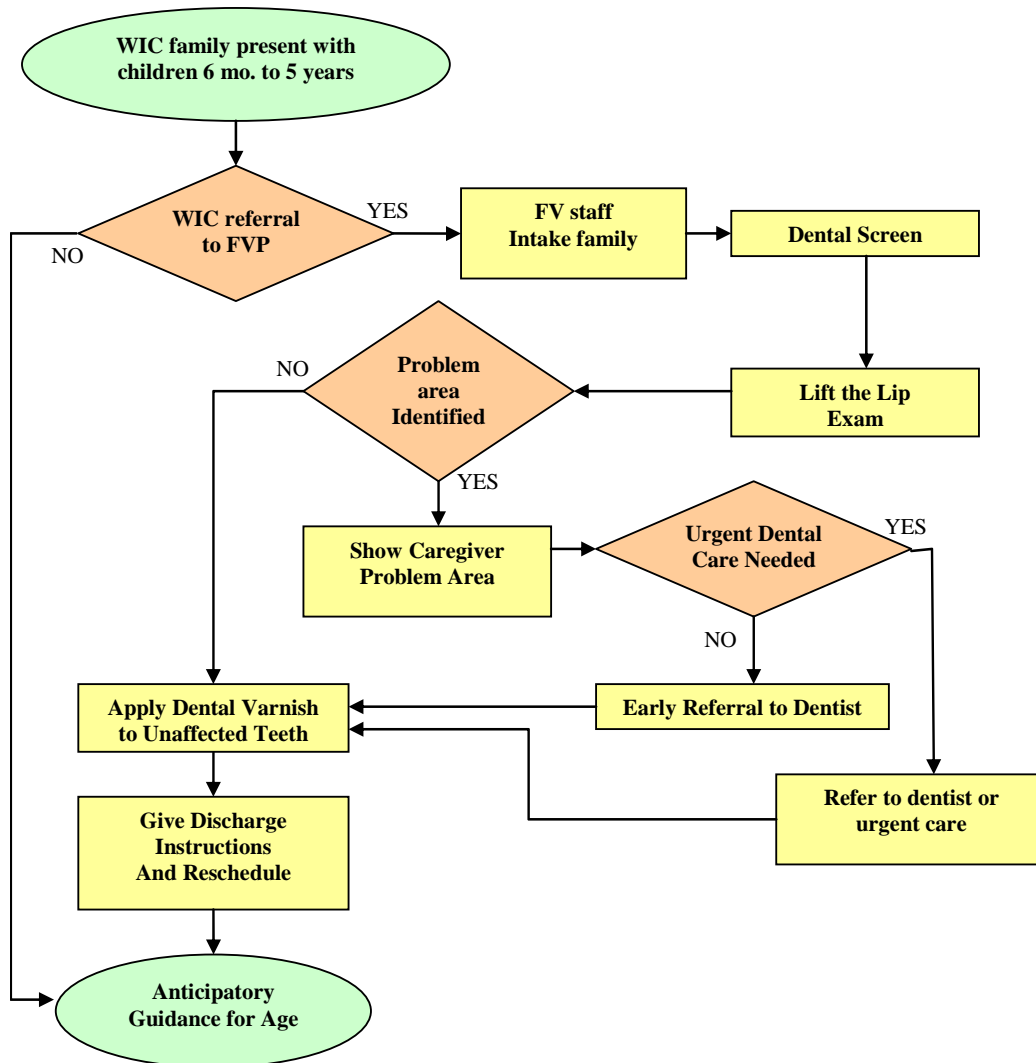 WIC family present with
children 6 mo. to 5 years
WIC referral
to FVP
YES
NO
FV staff
Intake family
Dental Screen
Lift the Lip
Exam
Problem
area
Identified
NO
YES
Show Caregiver
Problem Area
Urgent Dental
Care Needed
YES
NO
Early Referral to Dentist
Apply Dental Varnish
to Unaffected Teeth
Refer to dentist or
urgent care
Give Discharge
Instructions
And Reschedule
Anticipatory
Guidance for Age